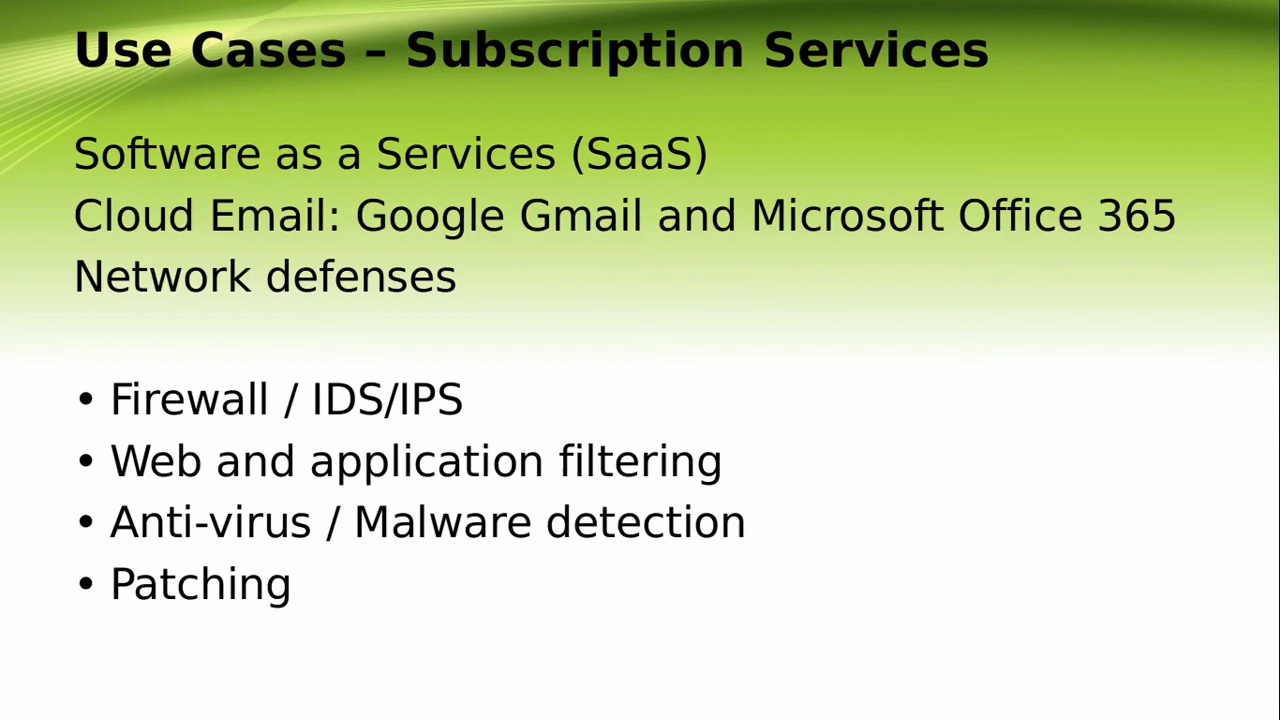 Use Cases – Subscription Services
Software as a Services (SaaS)
Cloud Email: Google Gmail and Microsoft Office 365
Network defenses
• Firewall / IDS/IPS
• Web and application filtering
• Anti-virus / Malware detection
• Patching